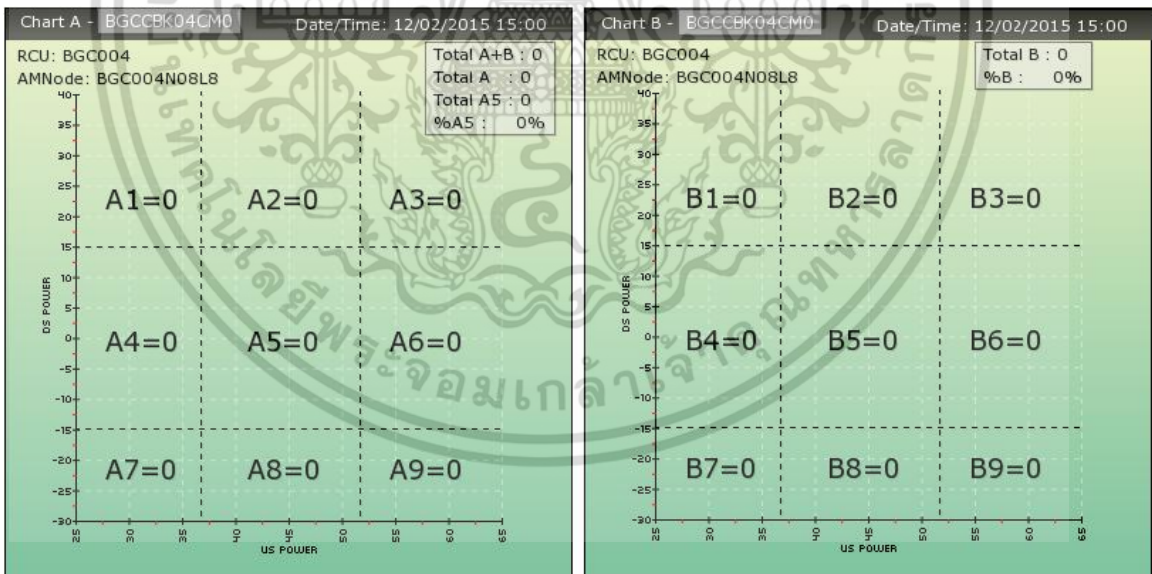 Chart A - BGCCBK04CM0 Date/Time: 12/02/2015 15:00
RCU: BGC004
AMNode: BGC004N08L8
Total A+B : 0
Total A : 0
Total A5 : 0
%A5 : 0%
40
35
30
25
20
15
10
5
0
-5
-10
-15
-20
-25
-30
DS POWER
A1=0 A2=0 A3=0
A4=0 A5=0 A6=0
A7=0 A8=0 A9=0
25 30 35 40 45 50 55 60 65
US POWER
Chart B - BGCCBK04CM0 Date/Time: 12/02/2015 15:00
RCU: BGC004
AMNode: BGC004N08L8
Total B : 0
%B : 0%
40
35
30
25
20
15
10
5
0
-5
-10
-15
-20
-25
-30
DS POWER
B1=0 B2=0 B3=0
B4=0 B5=0 B6=0
B7=0 B8=0 B9=0
25 30 35 40 45 50 55 60 65
US POWER